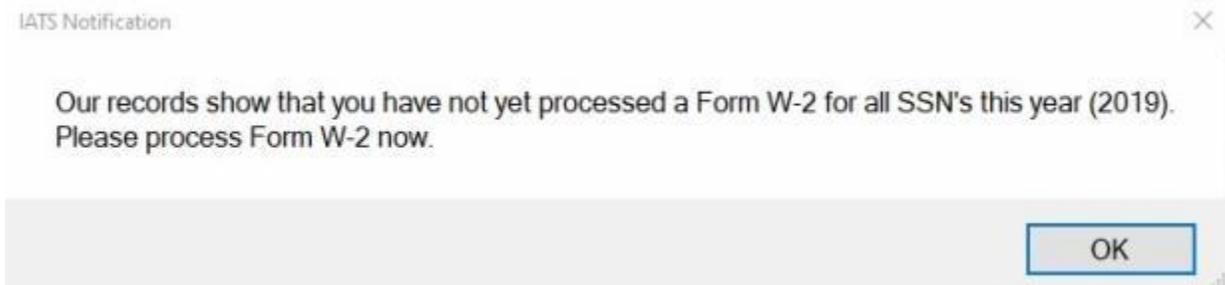 IATS Notification
Our records show that you have not yet processed a Form W-2 for all SSN's this year (2019).
Please process Form W-2 now.
OK